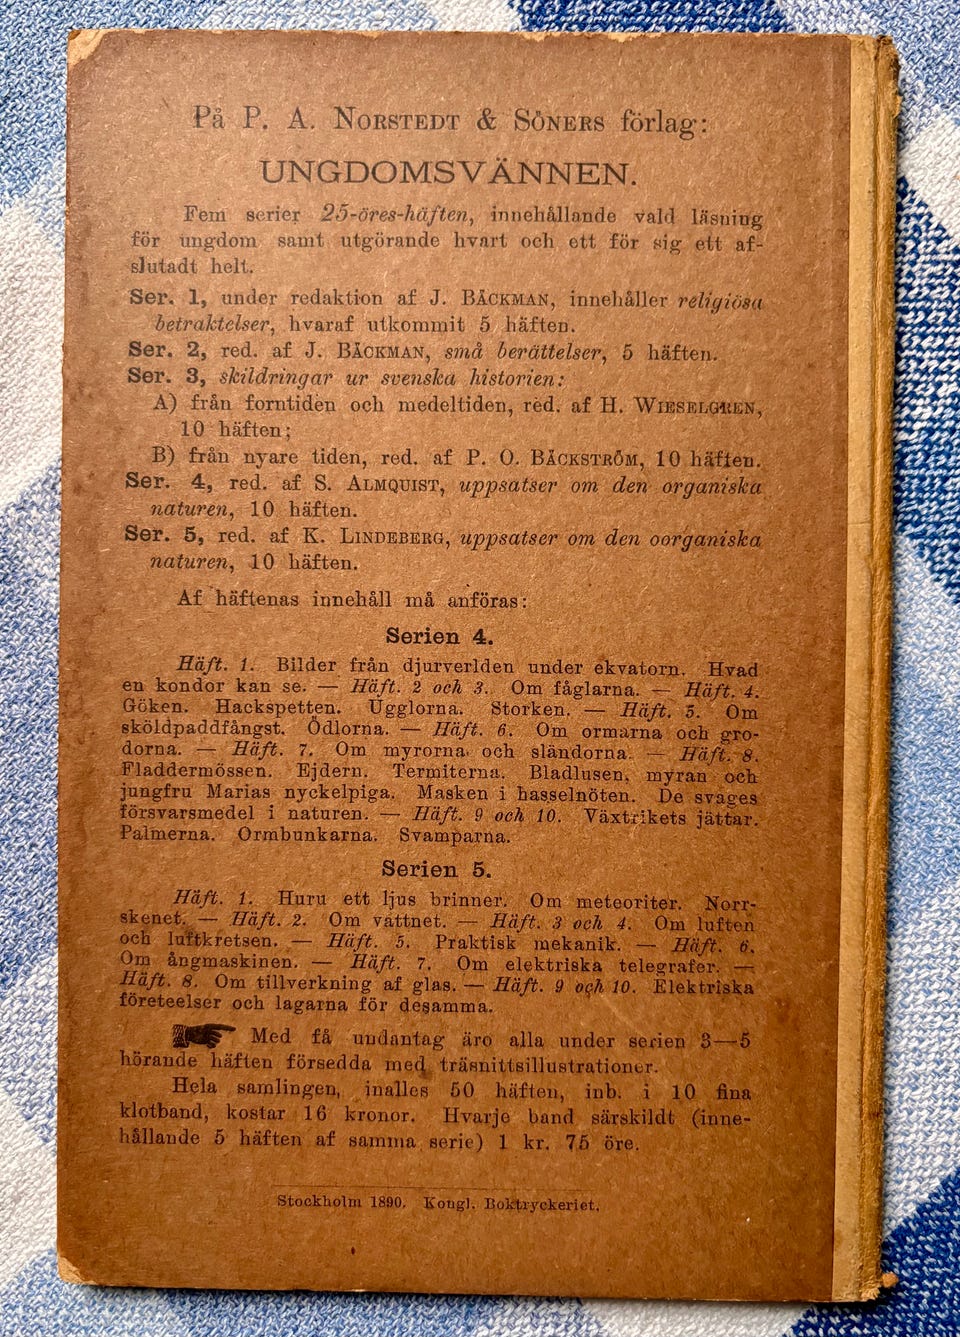 På P. A. NORSTEDT & SÖNERS förlag:
UNGDOMSVÄNNEN.
Fem serier 25-öres-häften, innehållande vald läsning
för ungdom samt utgörande hvart och ett för sig ett af-
slutadt helt.
Ser. 1, under redaktion af J. BÄCKMAN, innehåller religiösa
betraktelser, hvaraf utkommit 5 häften.
Ser. 2, red. af J. BÄCKMAN, små berättelser, 5 häften.
Ser. 3, skildringar ur svenska historien:
A) från forntiden och medeltiden, red. af H. WIESELGREN,
10 häften;
B) från nyare tiden, red. af P. O. BÄCKSTRÖM, 10 häften.
Ser. 4, red. af S. ALMQUIST, uppsatser om den organiska
naturen, 10 häften.
Ser. 5, red. af K. LINDEBERG, uppsatser om den oorganiska
naturen, 10 häften.
Af häftenas innehåll må anföras:
Serien 4.
Häft. 1. Bilder från djurverlden under ekvatorn. Hvad
en kondor kan se. — Häft. 2 och 3. Om fåglarna. — Häft. 4.
Göken. Hackspetten. Ugglorna. Storken. — Häft. 5. Om
sköldpaddfångst. Ödlorna. — Häft. 6. Om ormarna och gro-
dorna. — Häft. 7. Om myrorna och sländorna. — Häft. 8.
Fladdermössen. Ejdern. Termiterna. Bladlusen, myran och
jungfru Marias nyckelpiga. Masken i hasselnöten. De svages
försvarsmedel i naturen. — Häft. 9 och 10. Växtrikets jättar.
Palmerna. Ormbunkarna. Svamparna.
Serien 5.
Häft. 1. Huru ett ljus brinner. Om meteoriter. Norr-
skenet. — Häft. 2. Om vattnet. — Häft. 3 och 4. Om luften
och luftkretsen. — Häft. 5. Praktisk mekanik. — Häft. 6.
Om ångmaskinen. — Häft. 7. Om elektriska telegrafer. —
Häft. 8. Om tillverkning af glas. — Häft. 9 och 10. Elektriska
företeelser och lagarna för desamma.
Med få undantag äro alla under serien 3—5
hörande häften försedda med träsnittsillustrationer.
Hela samlingen, inalles 50 häften, inb. i 10 fina
klotband, kostar 16 kronor. Hvarje band särskildt (inne-
hållande 5 häften af samma serie) 1 kr. 75 öre.
Stockholm 1890. Kongl. Boktryckeriet.